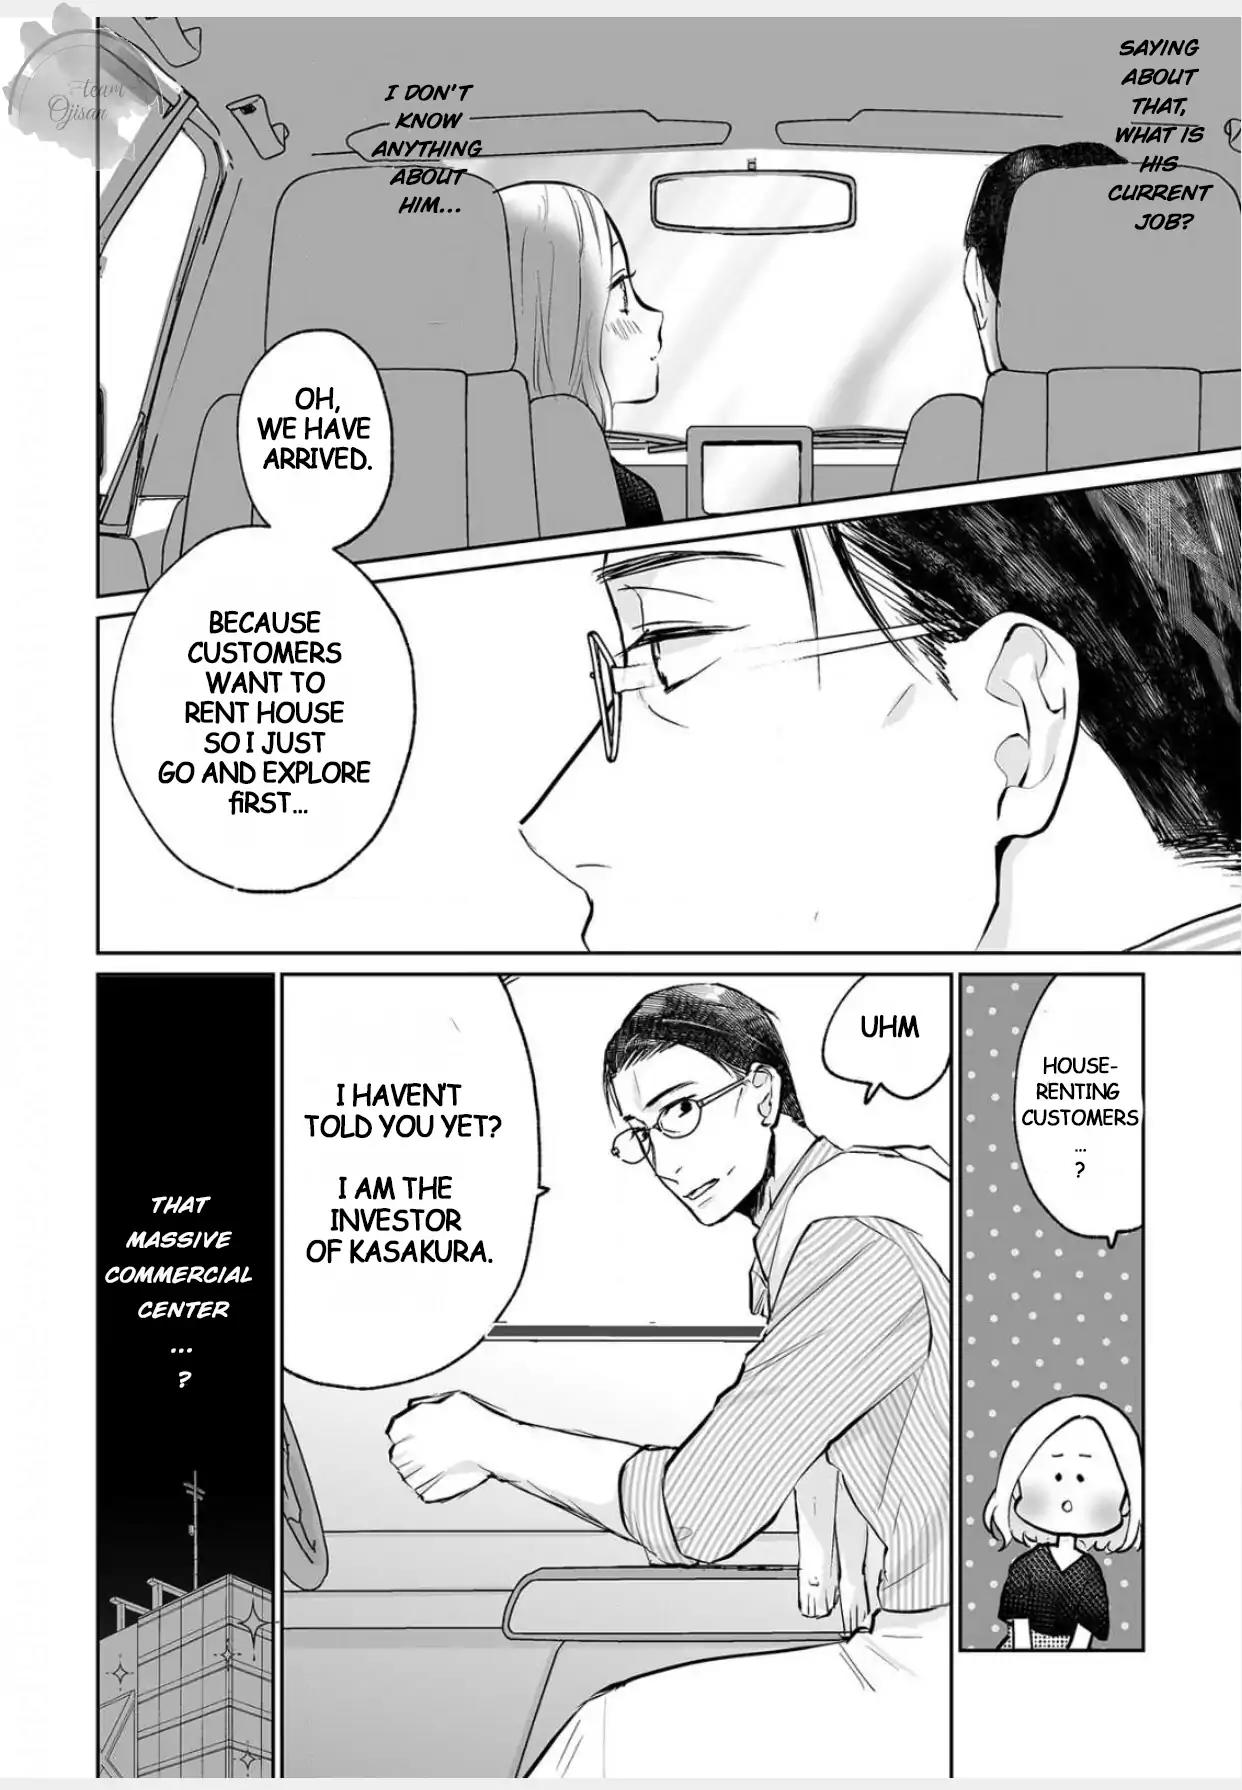 team
Ojisan
SAYING
ABOUT
THAT,
WHAT IS
HIS
CURRENT
JOB?
I DON'T
KNOW
ANYTHING
ABOUT
HIM...
OH,
WE HAVE
ARRIVED.
BECAUSE
CUSTOMERS
WANT TO
RENT HOUSE
SO I JUST
GO AND EXPLORE
fiRST...
HOUSE-
RENTING
CUSTOMERS
...
?
UHM
I HAVEN'T
TOLD YOU YET?
I AM THE
INVESTOR
OF KASAKURA.
THAT
MASSIVE
COMMERCIAL
CENTER
...
?